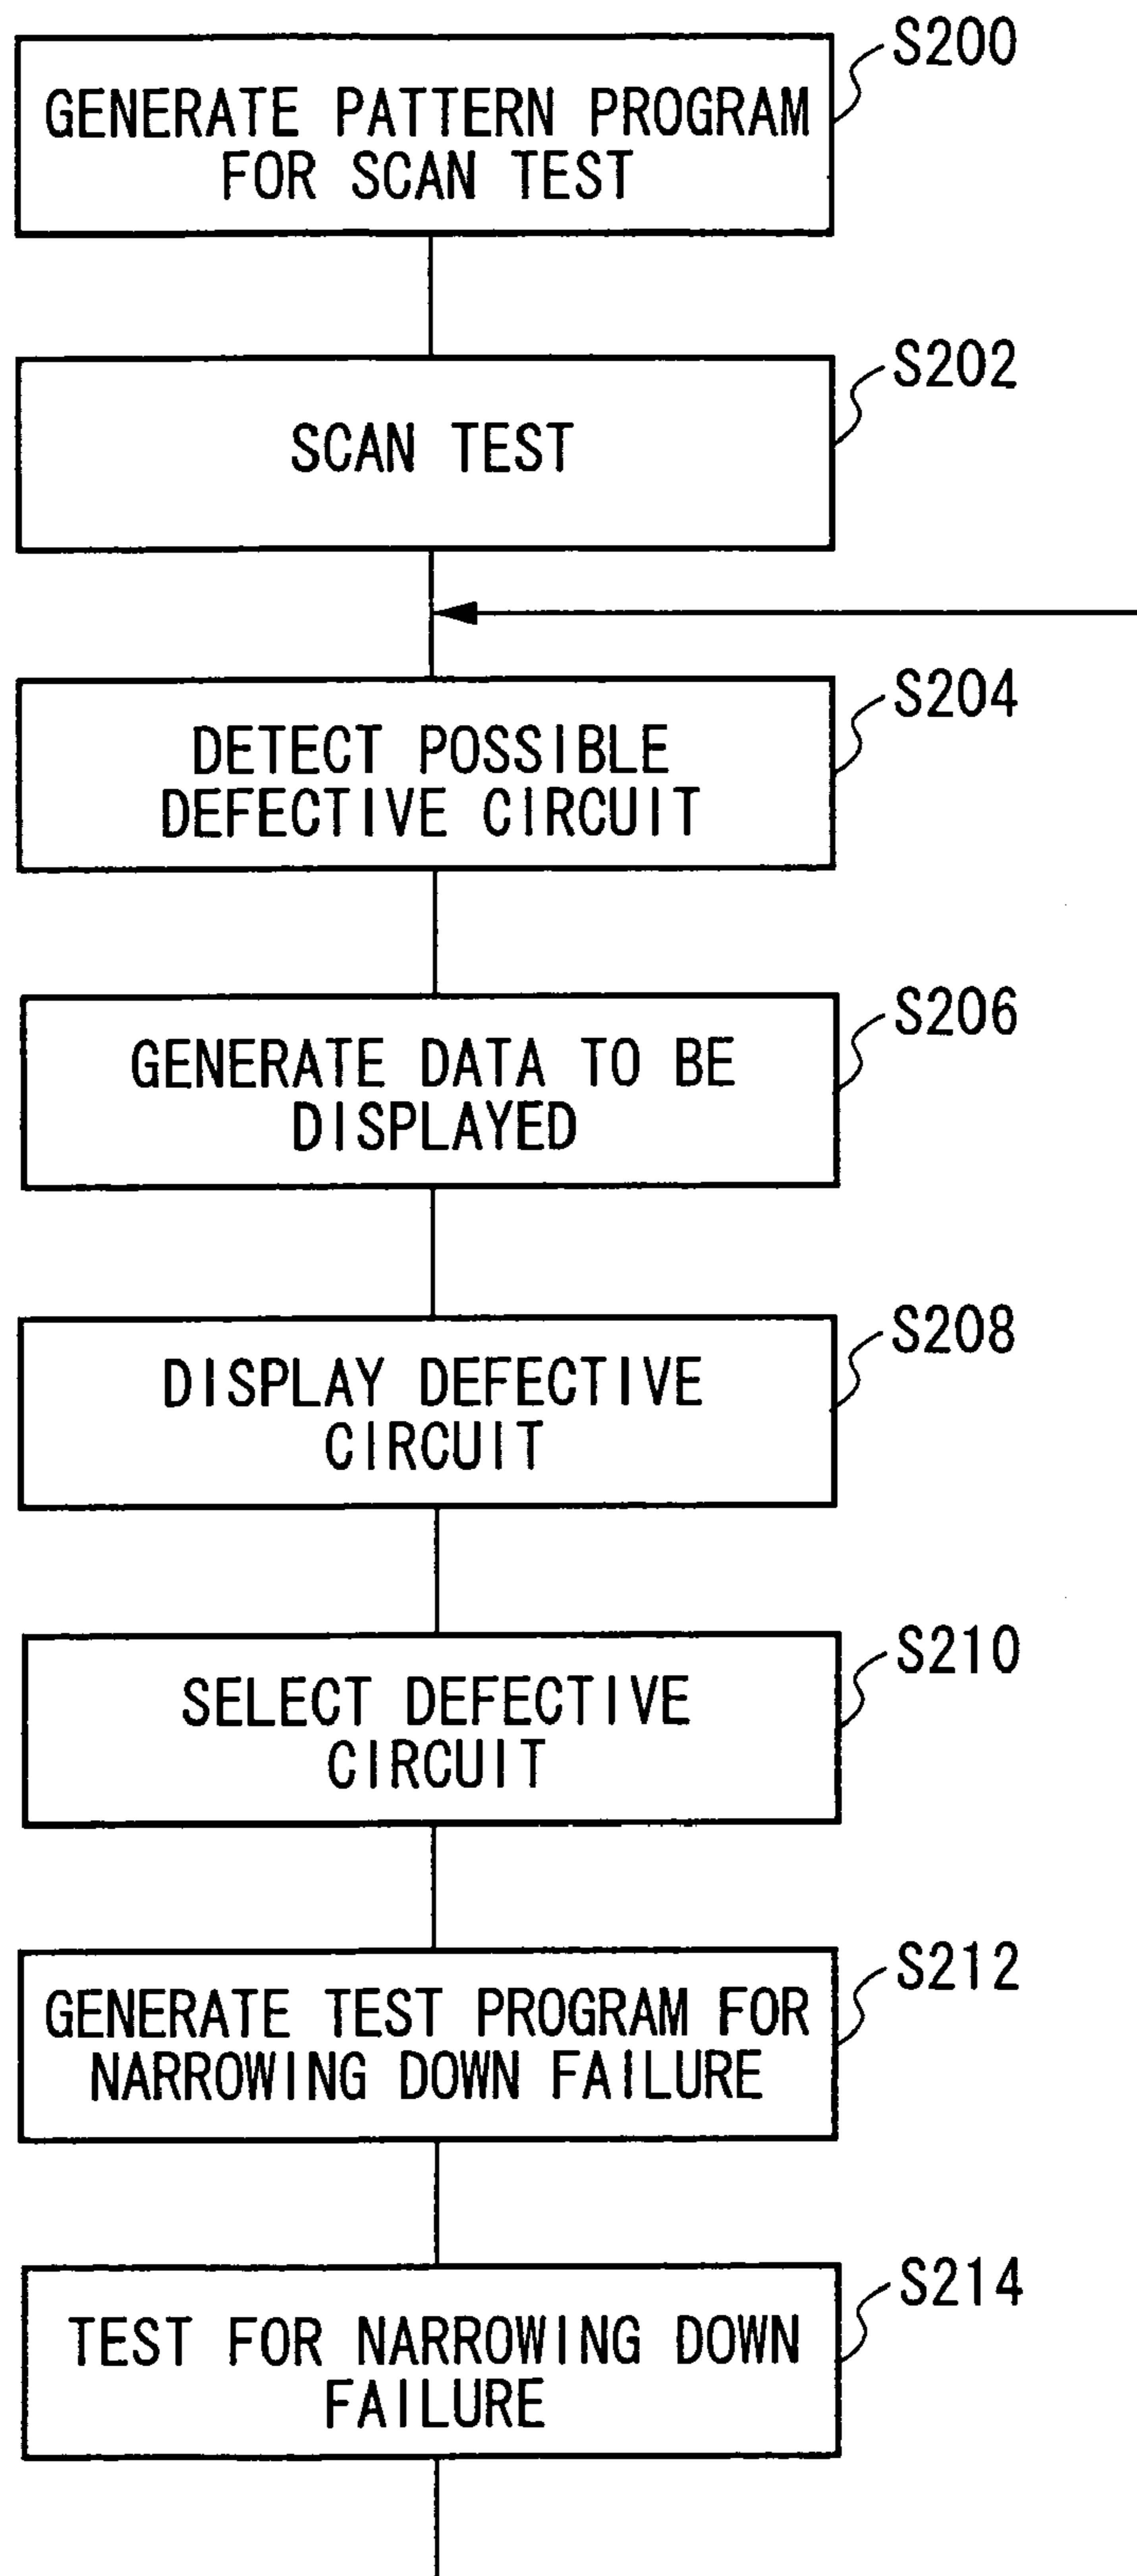 S200
GENERATE PATTERN PROGRAM
FOR SCAN TEST
S202
SCAN TEST
S204
DETECT POSSIBLE
DEFECTIVE CIRCUIT
S206
GENERATE DATA TO BE
DISPLAYED
S208
DISPLAY DEFECTIVE
CIRCUIT
S210
SELECT DEFECTIVE
CIRCUIT
S212
GENERATE TEST PROGRAM FOR
NARROWING DOWN FAILURE
S214
TEST FOR NARROWING DOWN
FAILURE